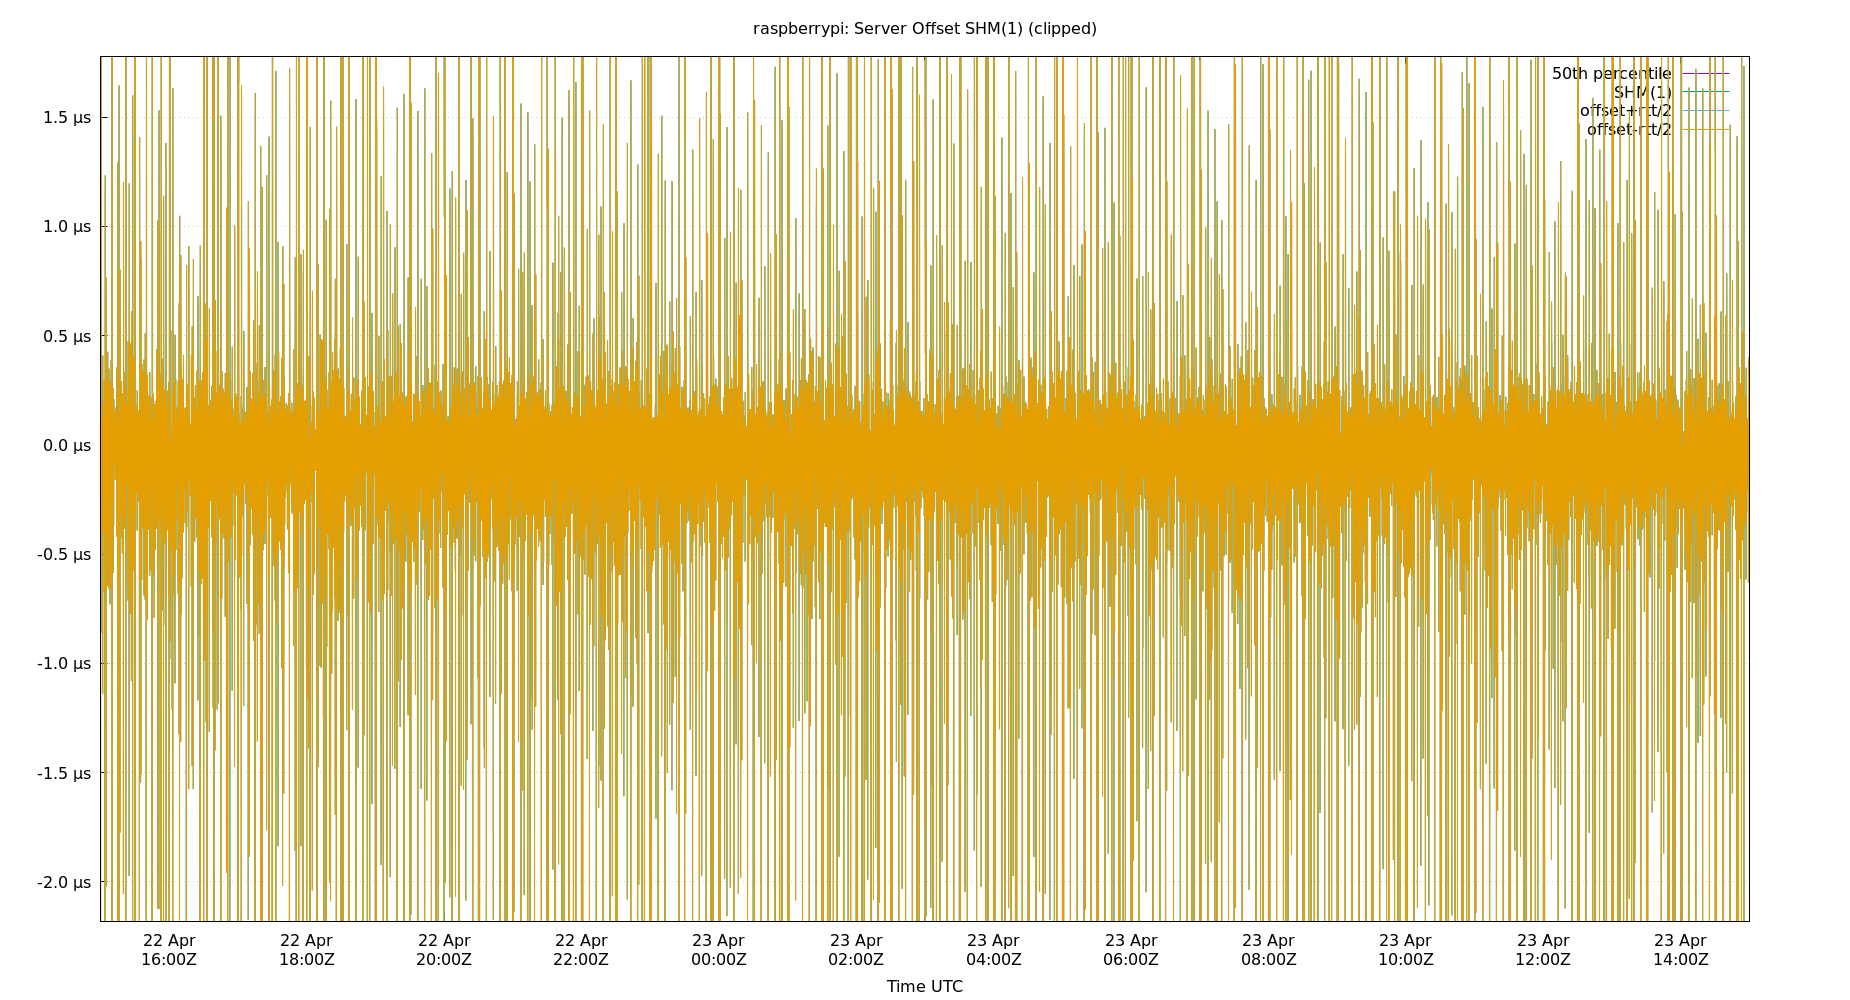 raspberrypi: Server Offset SHM(1) (clipped)
50th percentile
SHM(1)
offset+rtt/2
offset-rtt/2
1.5 µs
1.0 µs
0.5 µs
0.0 µs
-0.5 µs
-1.0 µs
-1.5 µs
-2.0 µs
22 Apr 22 Apr 22 Apr 22 Apr 23 Apr 23 Apr 23 Apr 23 Apr 23 Apr 23 Apr 23 Apr 23 Apr
16:00Z 18:00Z 20:00Z 22:00Z 00:00Z 02:00Z 04:00Z 06:00Z 08:00Z 10:00Z 12:00Z 14:00Z
Time UTC